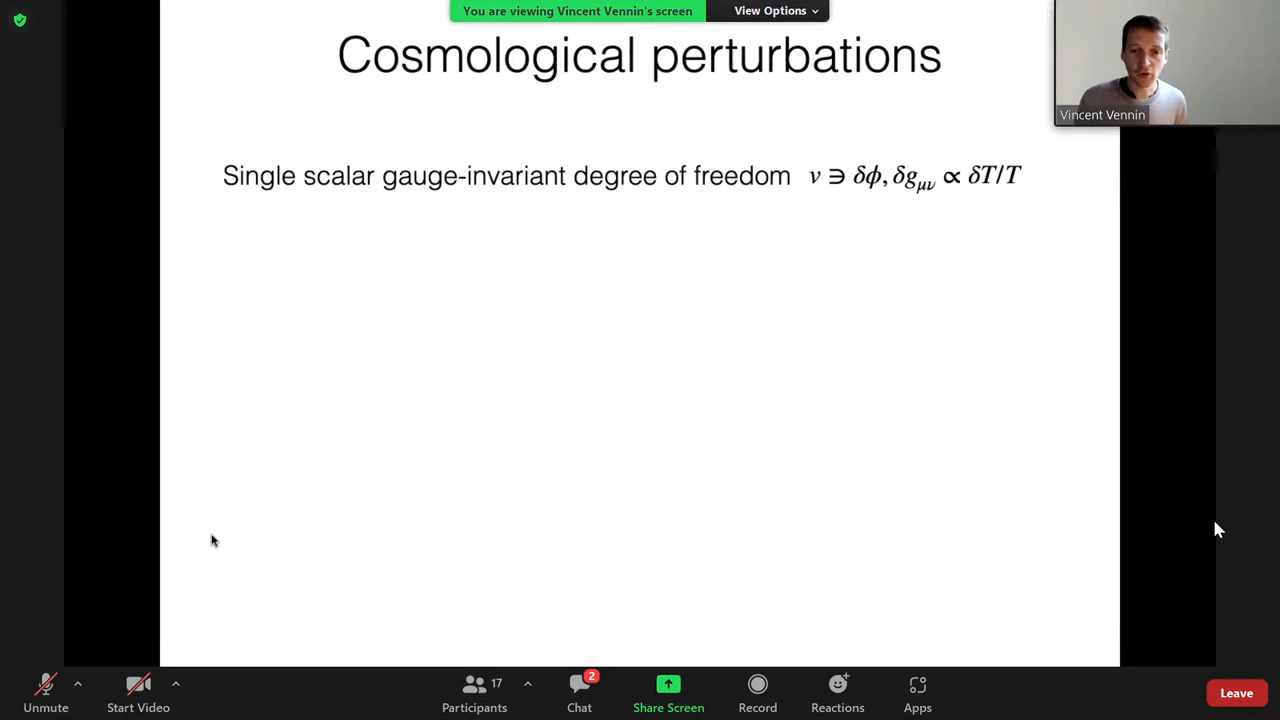 You are viewing Vincent Vennin's screen
View Options
Cosmological perturbations
Vincent Vennin
Single scalar gauge-invariant degree of freedom v ∋ δϕ, δg_μν ∝ δT/T
Unmute
Start Video
17
Participants
2
Chat
Share Screen
Record
Reactions
Apps
Leave